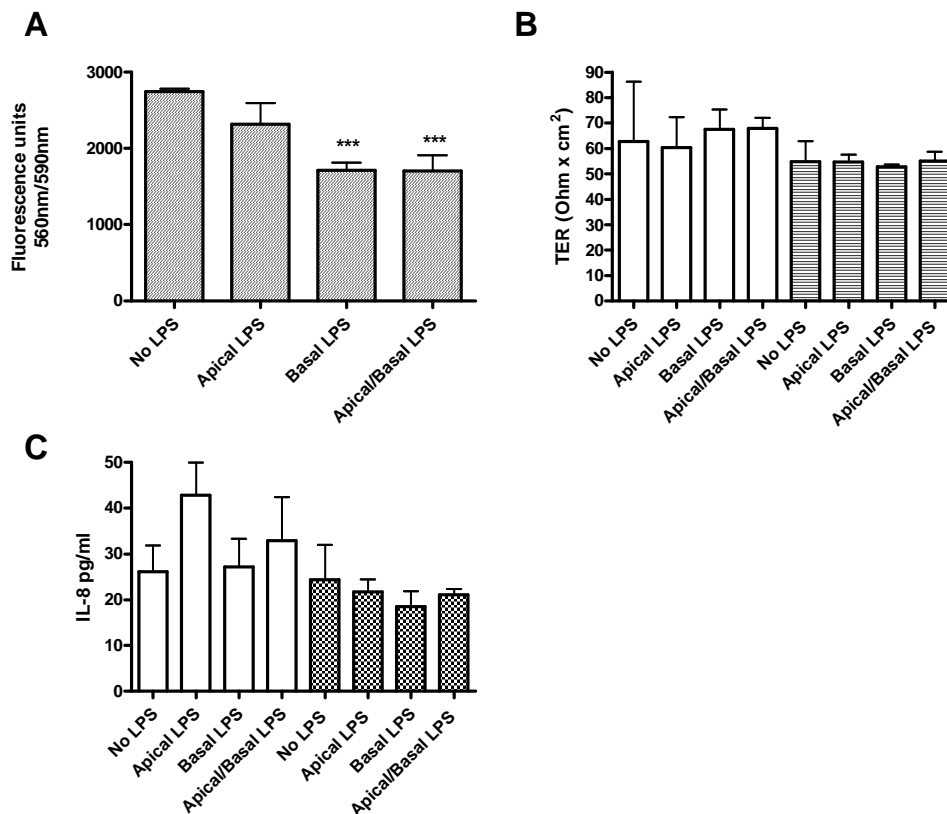 A
Fluorescence units
560nm/590nm
3000
2000
1000
0
***
***
No LPS
Apical LPS
Basal LPS
Apical/Basal LPS
B
TER (Ohm x cm²)
90
80
70
60
50
40
30
20
10
0
No LPS
Apical LPS
Basal LPS
Apical/Basal LPS
No LPS
Apical LPS
Basal LPS
Apical/Basal LPS
C
IL-8 pg/ml
50
40
30
20
10
0
No LPS
Apical LPS
Basal LPS
Apical/Basal LPS
No LPS
Apical LPS
Basal LPS
Apical/Basal LPS